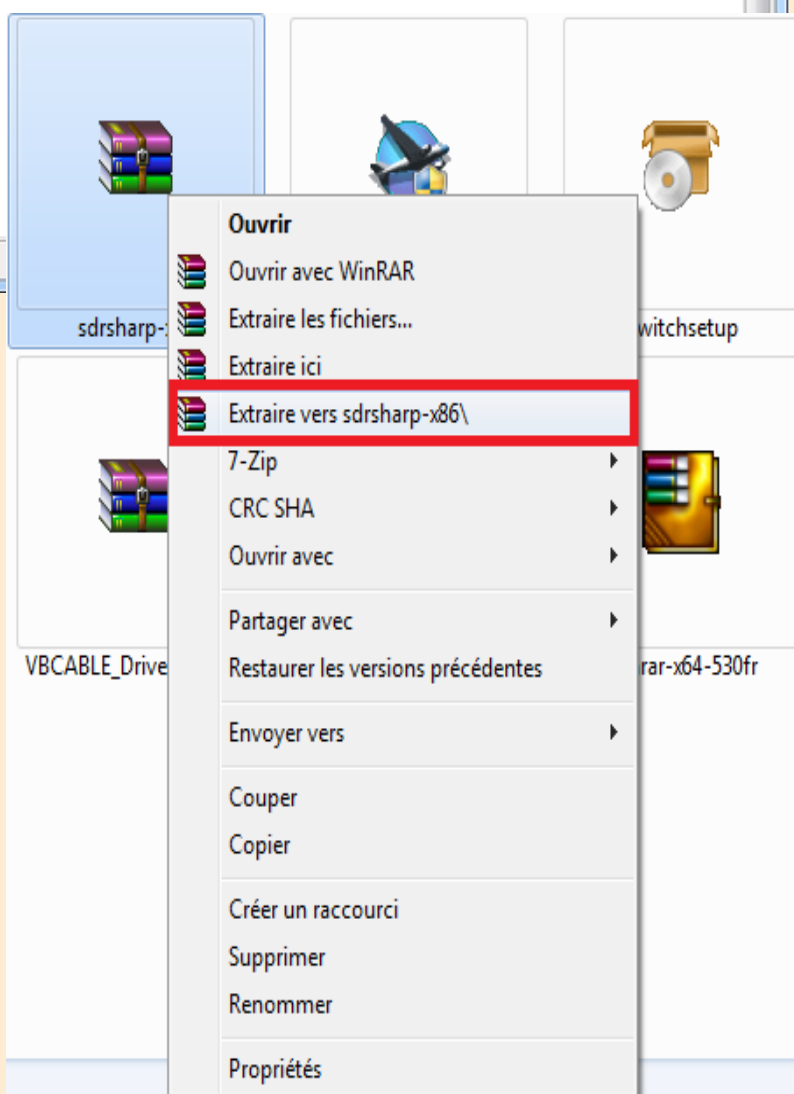 sdrsharp-
Ouvrir
Ouvrir avec WinRAR
Extraire les fichiers...
witchsetup
Extraire ici
Extraire vers sdrsharp-x86\
7-Zip
CRC SHA
Ouvrir avec
Partager avec
VBCABLE_Drive
Restaurer les versions précédentes
rar-x64-530fr
Envoyer vers
Couper
Copier
Créer un raccourci
Supprimer
Renommer
Propriétés